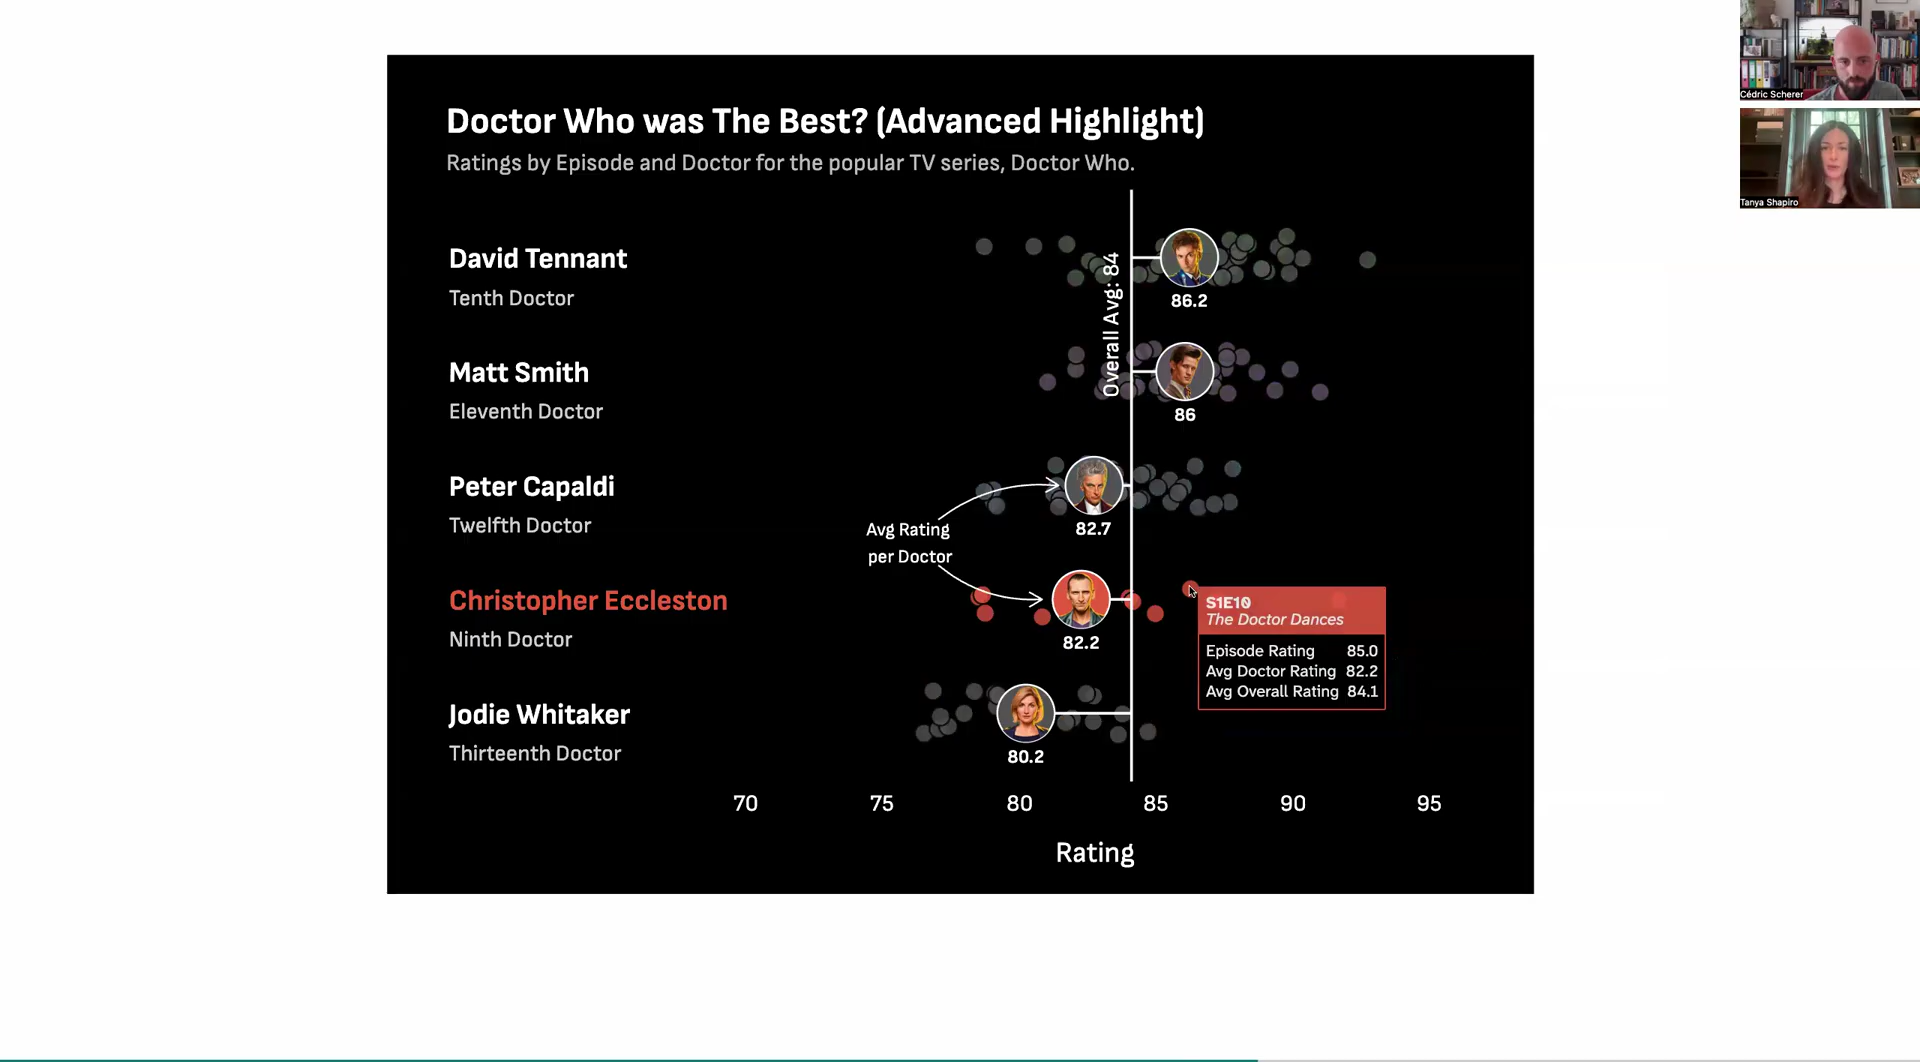 Doctor Who was The Best? (Advanced Highlight)
Ratings by Episode and Doctor for the popular TV series, Doctor Who.
David Tennant
Tenth Doctor
86.2
Overall Avg: 84
Matt Smith
Eleventh Doctor
86
Peter Capaldi
Twelfth Doctor
82.7
Avg Rating
per Doctor
Christopher Eccleston
Ninth Doctor
82.2
S1E10
The Doctor Dances
Episode Rating 85.0
Avg Doctor Rating 82.2
Avg Overall Rating 84.1
Jodie Whitaker
Thirteenth Doctor
80.2
70 75 80 85 90 95
Rating
Cédric Scherer
Tanya Shapiro